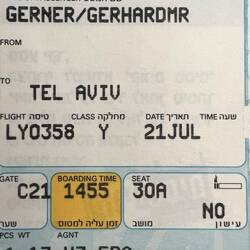 GERNER/GERHARDMR
FROM
TO
TEL AVIV
FLIGHT טיסה CLASS מחלקה DATE תאריך TIME שעה
LY0358 Y 21JUL
GATE BOARDING TIME SEAT
C21 1455 30A NO
שער זמן עליה למטוס מושב עישון
PCS WT AGNT